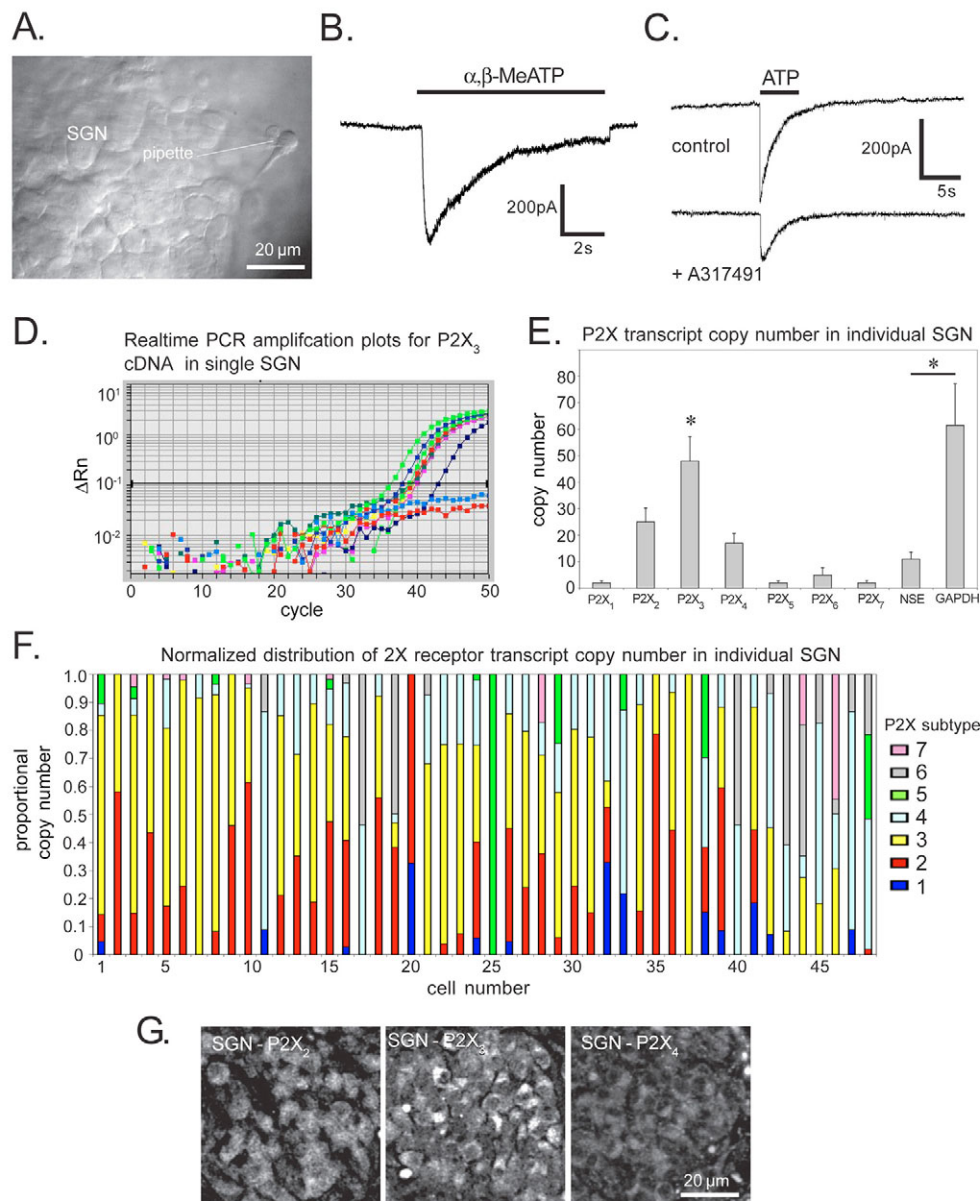 A.
SGN
pipette
20 µm
B.
α,β-MeATP
200pA
2s
C.
ATP
control
200pA
5s
+ A317491
D.
Realtime PCR amplifcation plots for P2X₃
cDNA in single SGN
ΔRn
10¹
10⁰
10⁻¹
10⁻²
0 10 20 30 40 50
cycle
E.
P2X transcript copy number in individual SGN
copy number
80
70
60
50
40
30
20
10
0
*
*
P2X₁ P2X₂ P2X₃ P2X₄ P2X₅ P2X₆ P2X₇ NSE GAPDH
F.
Normalized distribution of 2X receptor transcript copy number in individual SGN
proportional
copy number
1.0
0.9
0.8
0.7
0.6
0.5
0.4
0.3
0.2
0.1
0
1 5 10 15 20 25 30 35 40 45
cell number
P2X subtype
7
6
5
4
3
2
1
G.
SGN - P2X₂
SGN - P2X₃
SGN - P2X₄
20 µm